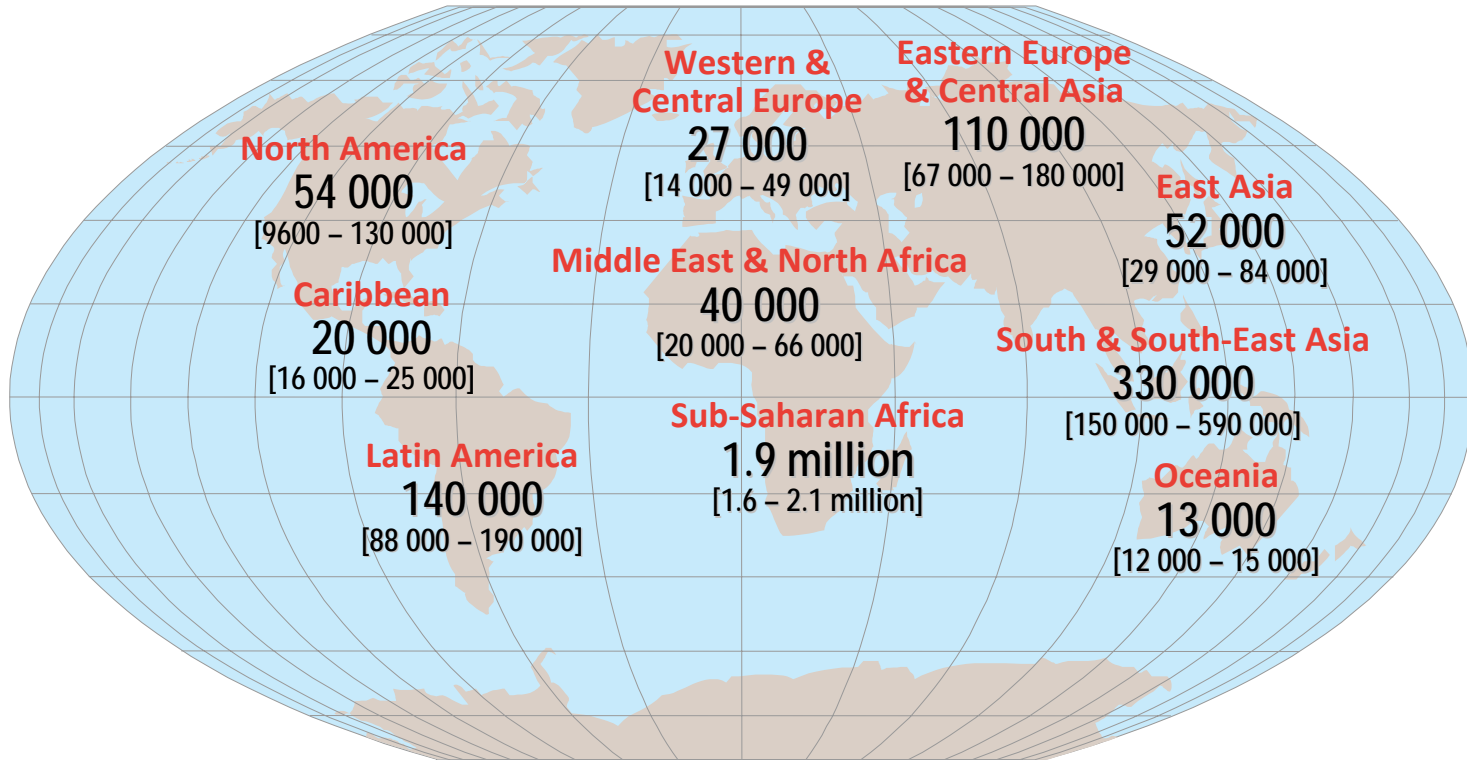 North America
54 000
[9600 – 130 000]
Caribbean
20 000
[16 000 – 25 000]
Latin America
140 000
[88 000 – 190 000]
Western &
Central Europe
27 000
[14 000 – 49 000]
Middle East & North Africa
40 000
[20 000 – 66 000]
Sub-Saharan Africa
1.9 million
[1.6 – 2.1 million]
Eastern Europe
& Central Asia
110 000
[67 000 – 180 000]
East Asia
52 000
[29 000 – 84 000]
South & South-East Asia
330 000
[150 000 – 590 000]
Oceania
13 000
[12 000 – 15 000]